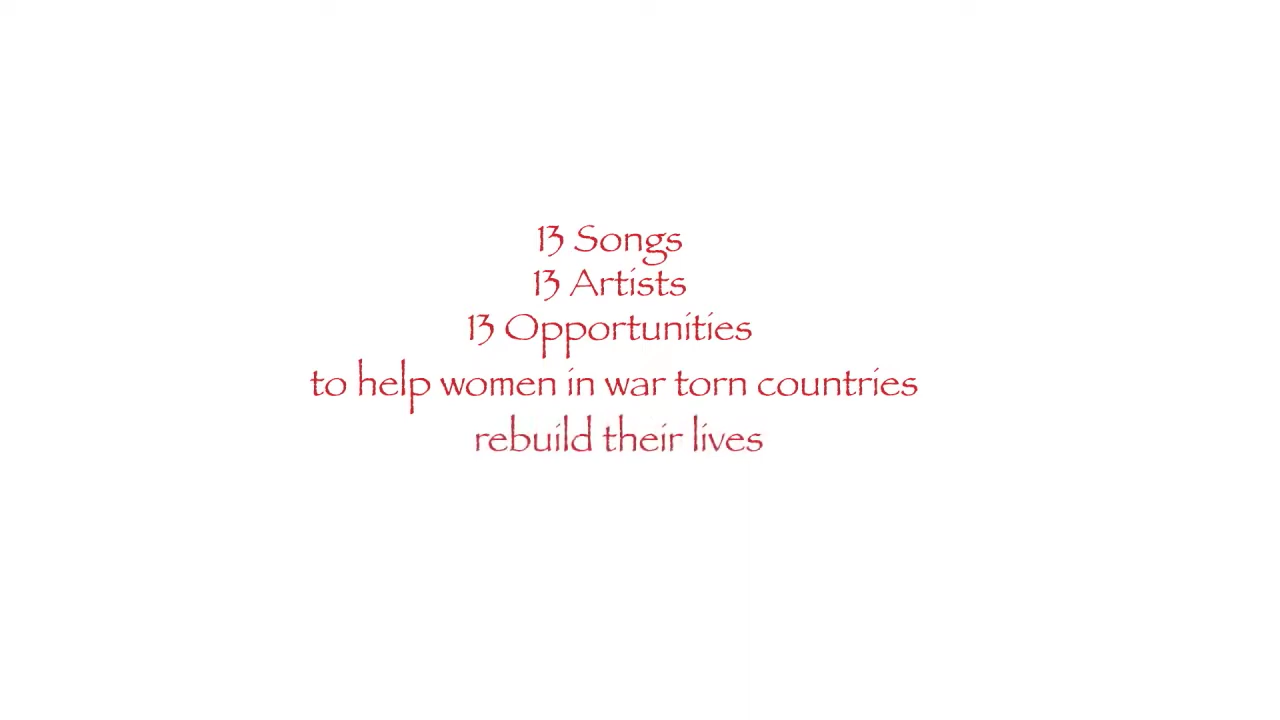 13 Songs
13 Artists
13 Opportunities
to help women in war torn countries
rebuild their lives